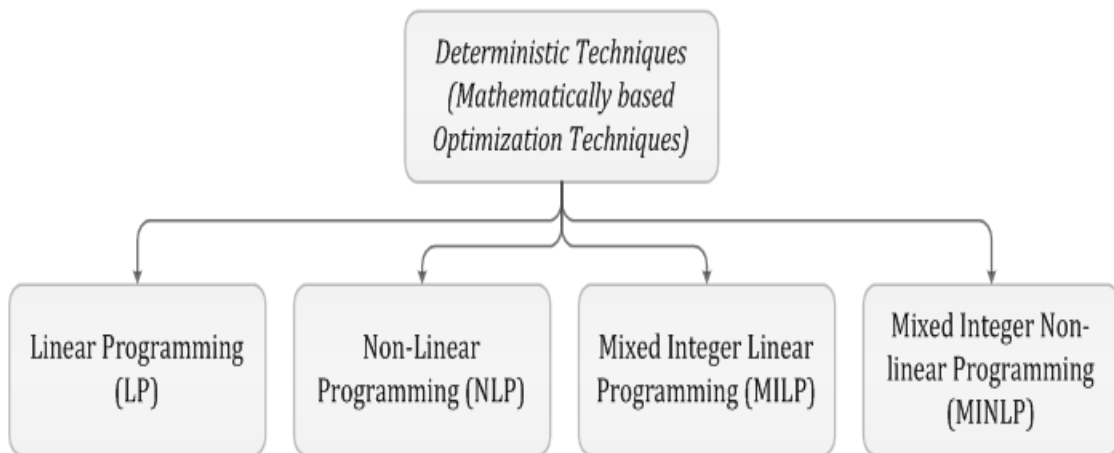 Deterministic Techniques
(Mathematically based
Optimization Techniques)
Linear Programming
(LP)
Non-Linear
Programming (NLP)
Mixed Integer Linear
Programming (MILP)
Mixed Integer Non-
linear Programming
(MINLP)